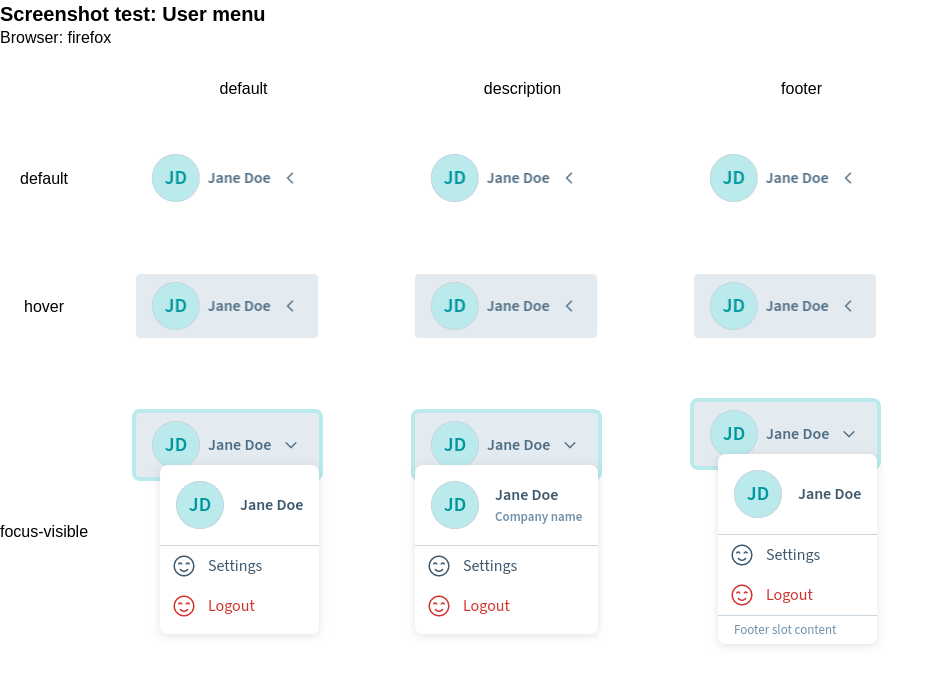 Screenshot test: User menu
Browser: firefox
default description footer
default JD Jane Doe JD Jane Doe JD Jane Doe
hover JD Jane Doe JD Jane Doe JD Jane Doe
focus-visible
JD Jane Doe
JD Jane Doe
Settings
Logout
JD Jane Doe
JD Jane Doe
Company name
Settings
Logout
JD Jane Doe
JD Jane Doe
Settings
Logout
Footer slot content